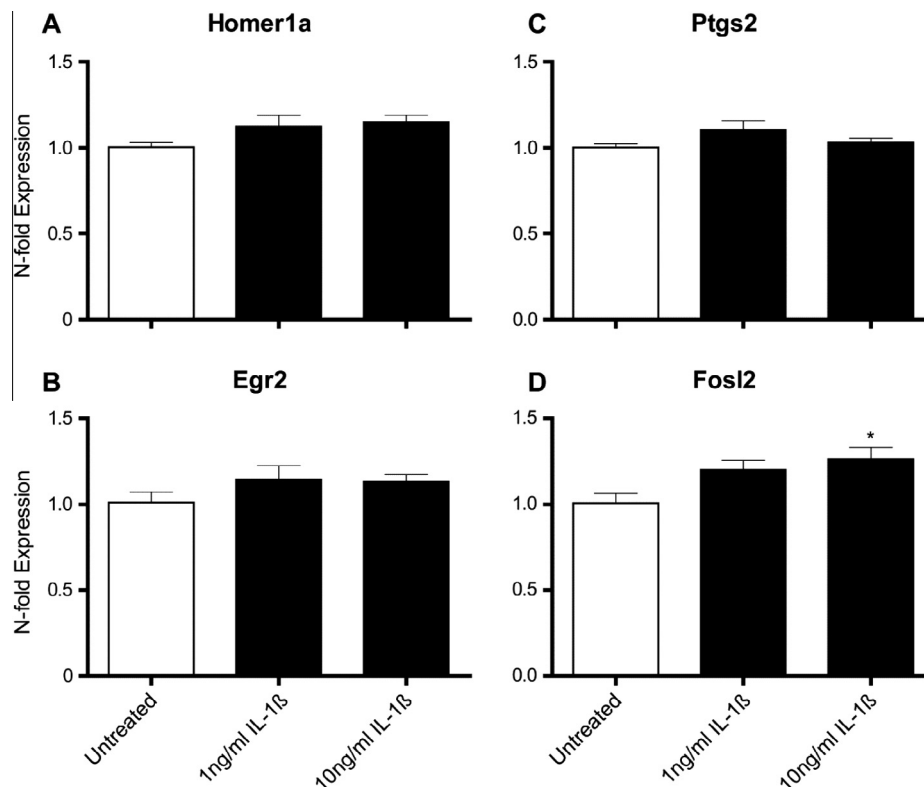 A
Homer1a
1.5
1.0
0.5
0
N-fold Expression
C
Ptgs2
1.5
1.0
0.5
0.0
B
Egr2
1.5
1.0
0.5
0
N-fold Expression
Untreated
1ng/ml IL-1ß
10ng/ml IL-1ß
D
Fosl2
*
1.5
1.0
0.5
0.0
Untreated
1ng/ml IL-1ß
10ng/ml IL-1ß